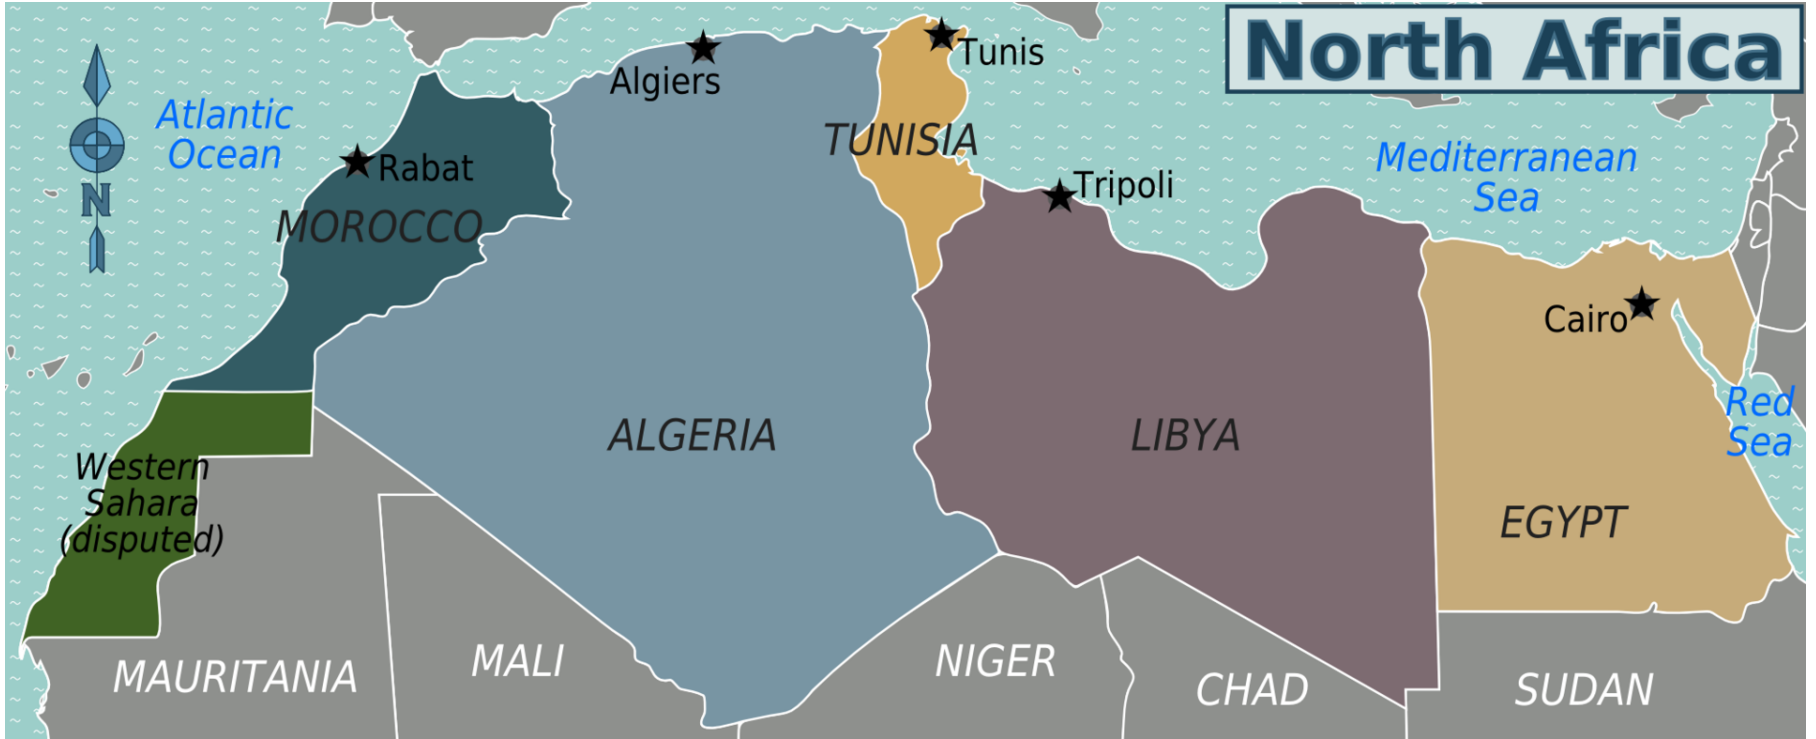 North Africa
Tunis
Algiers
Atlantic
Ocean
TUNISIA
Mediterranean
Sea
Rabat
Tripoli
N
MOROCCO
Cairo
Red
Sea
ALGERIA
LIBYA
Western
Sahara
(disputed)
EGYPT
MAURITANIA
MALI
NIGER
CHAD
SUDAN